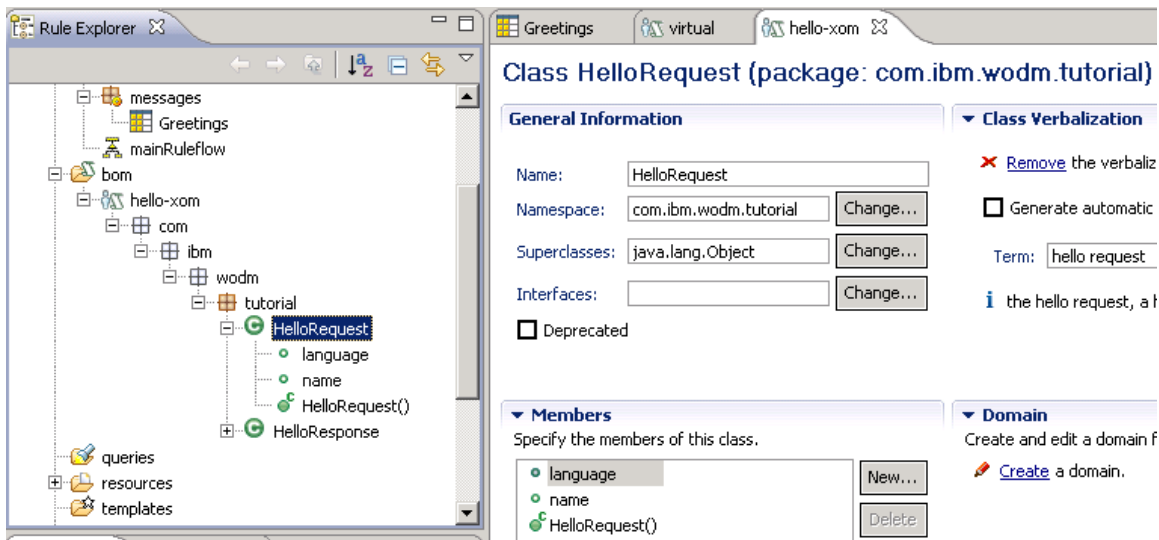 Rule Explorer
messages
Greetings
mainRuleflow
bom
hello-xom
com
ibm
wodm
tutorial
HelloRequest
language
name
HelloRequest()
HelloResponse
queries
resources
templates
Greetings
virtual
hello-xom
Class HelloRequest (package: com.ibm.wodm.tutorial)
General Information
Name: HelloRequest
Namespace: com.ibm.wodm.tutorial Change...
Superclasses: java.lang.Object Change...
Interfaces: Change...
Deprecated
Members
Specify the members of this class.
language
name
HelloRequest()
New...
Delete
Class Verbalization
Remove the verbaliz
Generate automatic
Term: hello request
the hello request, a h
Domain
Create and edit a domain f
Create a domain.